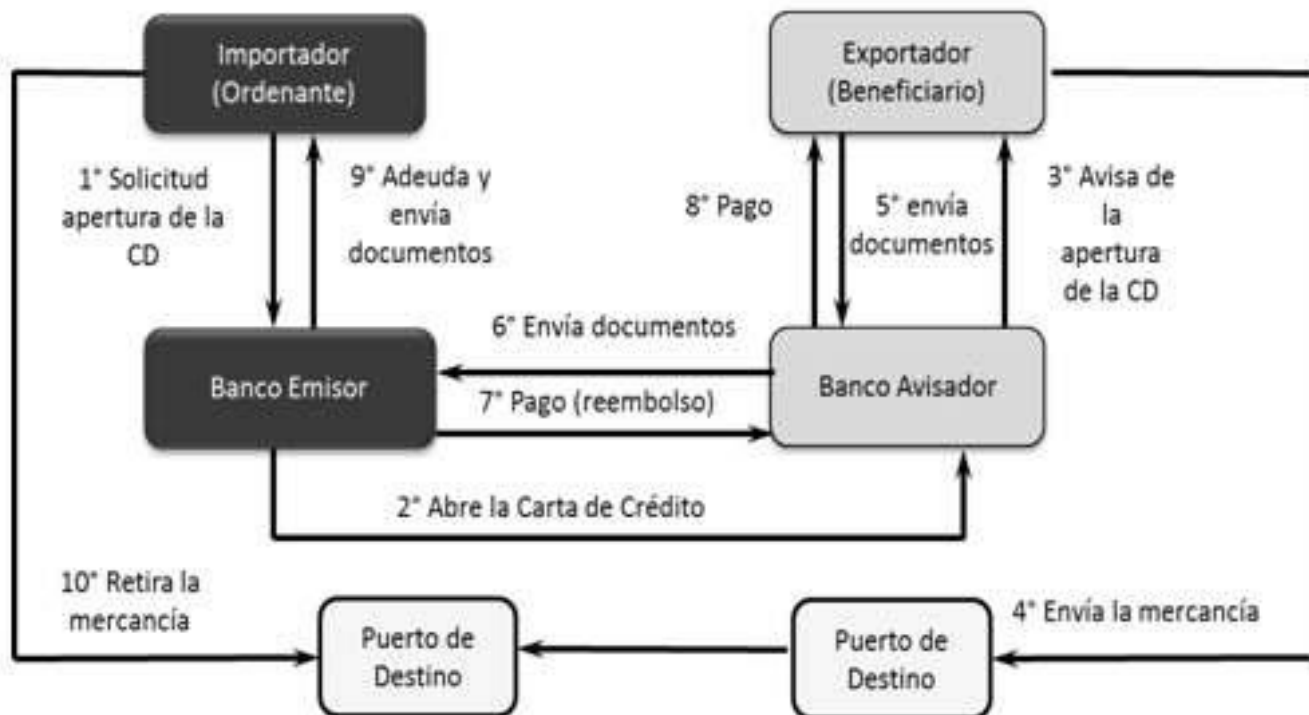 Importador
(Ordenante)
Exportador
(Beneficiario)
1° Solicitud
apertura de la
CD
9° Adeuda y
envía
documentos
8° Pago
5° envía
documentos
3° Avisa de
la
apertura
de la CD
6° Envía documentos
Banco Emisor
Banco Avisador
7° Pago (reembolso)
2° Abre la Carta de Crédito
10° Retira la
mercancía
Puerto de
Destino
Puerto de
Destino
4° Envía la mercancía